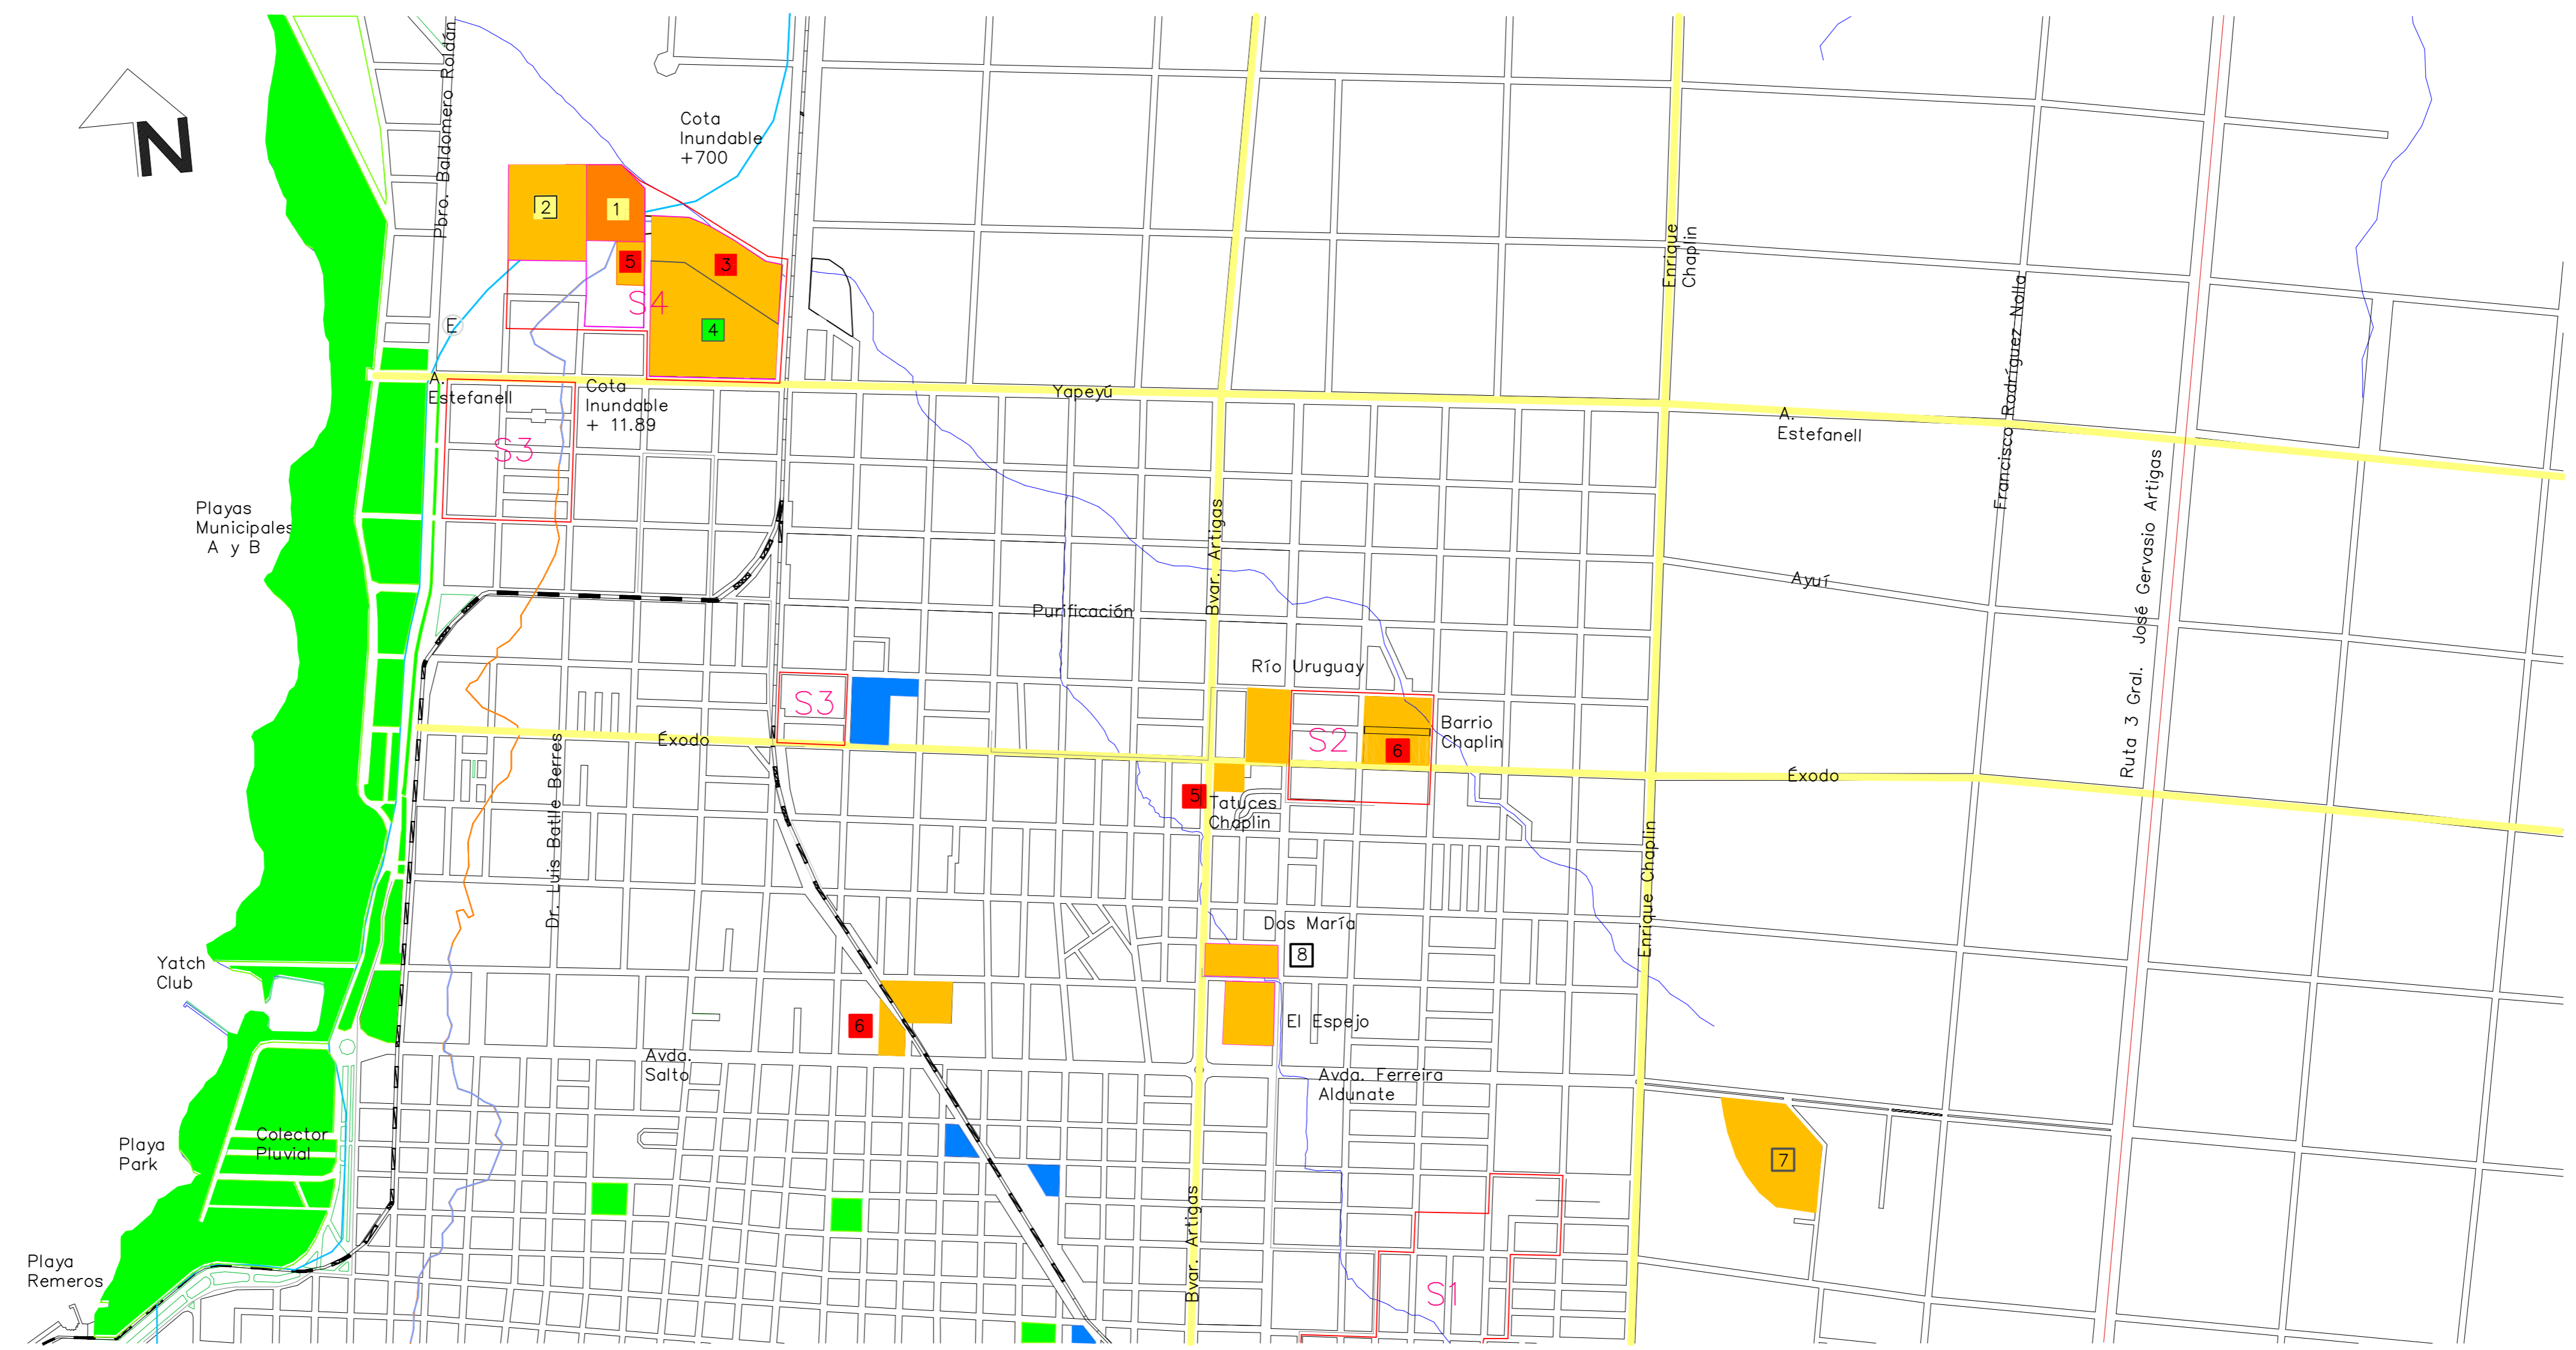 N
Pbro. Baldomero Roldán
Cota
Inundable
+700
2
1
5
3
S4
4
E
Enrique
Chaplin
Francisco Rodríguez Nolla
A.
Estefanell
Cota
Inundable
+ 11.89
Yapeyú
A.
Estefanell
S3
Playas
Municipales
A y B
Bvar. Artigas
Ruta 3 Gral. José Gervasio Artigas
Ayuí
Purificación
Río Uruguay
S3
S2
Barrio
Chaplin
6
Éxodo
Éxodo
Dr. Luis Batlle Berres
5
Tatuces
Chaplin
Enrique Chaplin
Dos María
8
Yatch
Club
6
El Espejo
Avda.
Salto
Avda. Ferreira
Aldunate
Playa
Park
Colector
Pluvial
7
Bvar. Artigas
Playa
Remeros
S1